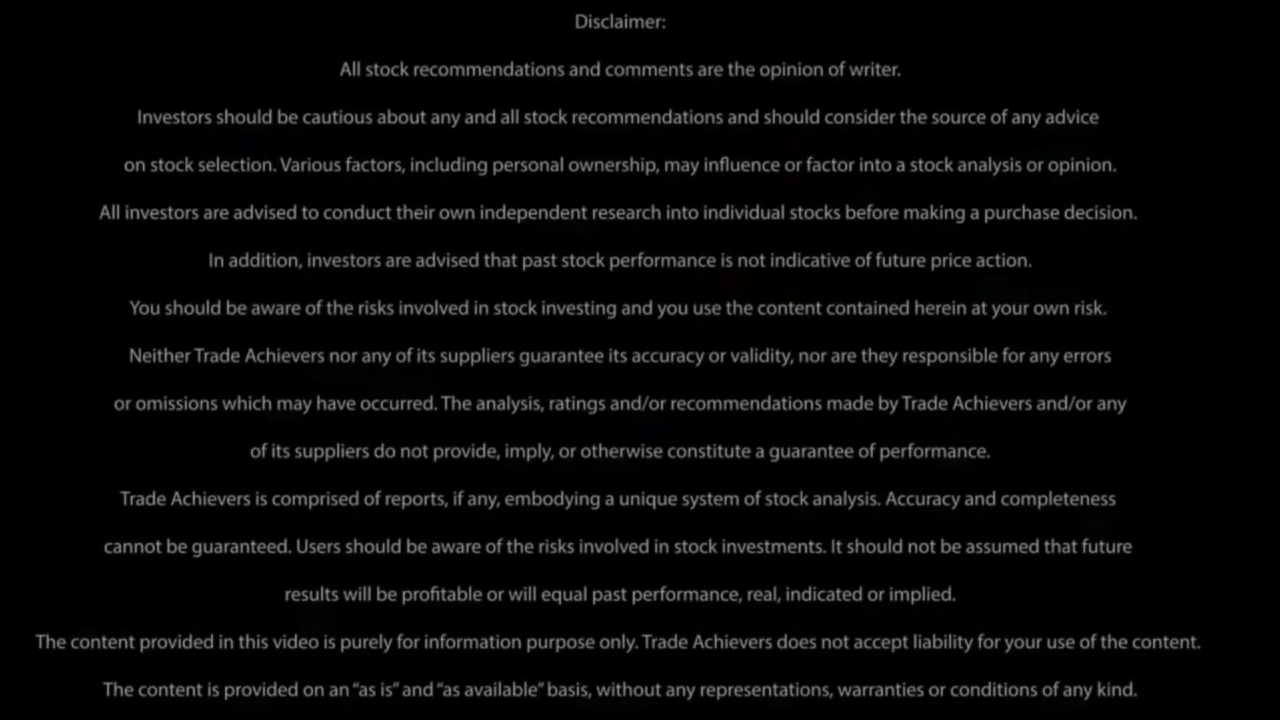 Disclaimer:
All stock recommendations and comments are the opinion of writer.
Investors should be cautious about any and all stock recommendations and should consider the source of any advice
on stock selection. Various factors, including personal ownership, may influence or factor into a stock analysis or opinion.
All investors are advised to conduct their own independent research into individual stocks before making a purchase decision.
In addition, investors are advised that past stock performance is not indicative of future price action.
You should be aware of the risks involved in stock investing and you use the content contained herein at your own risk.
Neither Trade Achievers nor any of its suppliers guarantee its accuracy or validity, nor are they responsible for any errors
or omissions which may have occurred. The analysis, ratings and/or recommendations made by Trade Achievers and/or any
of its suppliers do not provide, imply, or otherwise constitute a guarantee of performance.
Trade Achievers is comprised of reports, if any, embodying a unique system of stock analysis. Accuracy and completeness
cannot be guaranteed. Users should be aware of the risks involved in stock investments. It should not be assumed that future
results will be profitable or will equal past performance, real, indicated or implied.
The content provided in this video is purely for information purpose only. Trade Achievers does not accept liability for your use of the content.
The content is provided on an “as is” and “as available” basis, without any representations, warranties or conditions of any kind.